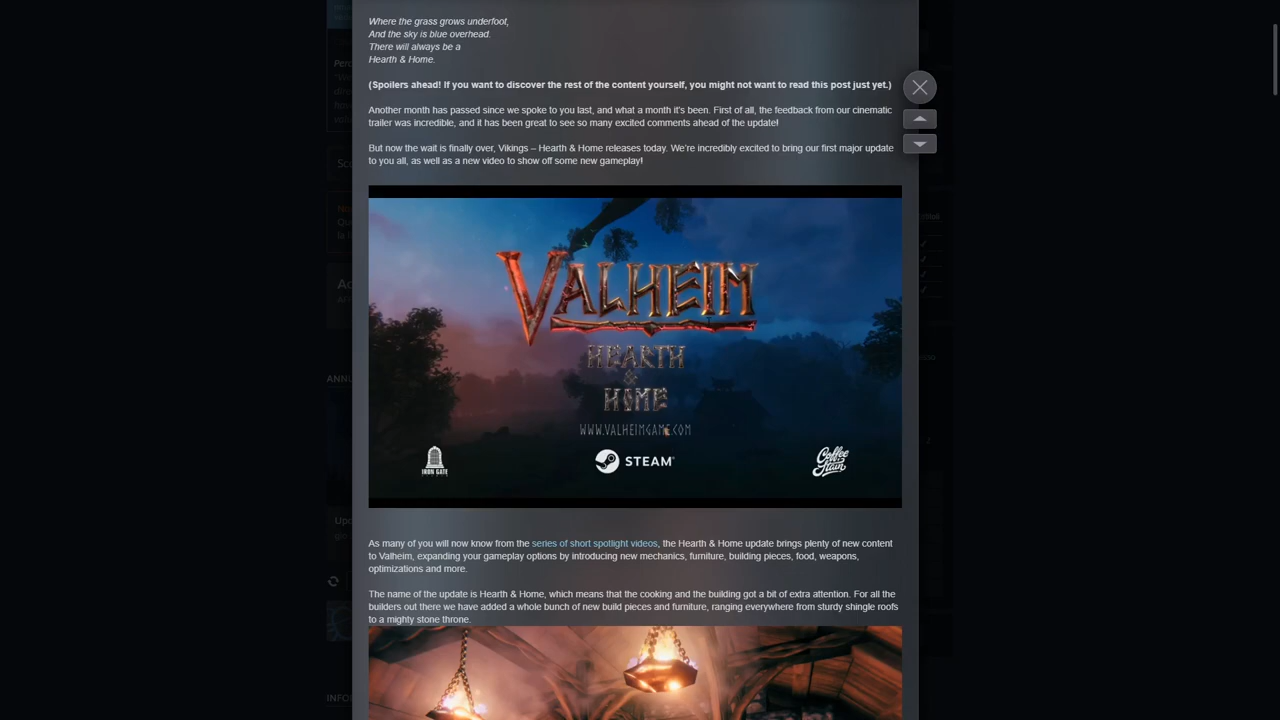 Where the grass grows underfoot,
And the sky is blue overhead.
There will always be a
Hearth & Home.
(Spoilers ahead! If you want to discover the rest of the content yourself, you might not want to read this post just yet.)
Another month has passed since we spoke to you last, and what a month it's been. First of all, the feedback from our cinematic
trailer was incredible, and it has been great to see so many excited comments ahead of the update!
But now the wait is finally over, Vikings – Hearth & Home releases today. We're incredibly excited to bring our first major update
to you all, as well as a new video to show off some new gameplay!
VALHEIM
HEARTH
&
HOME
WWW.VALHEIMGAME.COM
IRON GATE
STEAM
Coffee
Stain
As many of you will now know from the series of short spotlight videos, the Hearth & Home update brings plenty of new content
to Valheim, expanding your gameplay options by introducing new mechanics, furniture, building pieces, food, weapons,
optimizations and more.
The name of the update is Hearth & Home, which means that the cooking and the building got a bit of extra attention. For all the
builders out there we have added a whole bunch of new build pieces and furniture, ranging everywhere from sturdy shingle roofs
to a mighty stone throne.